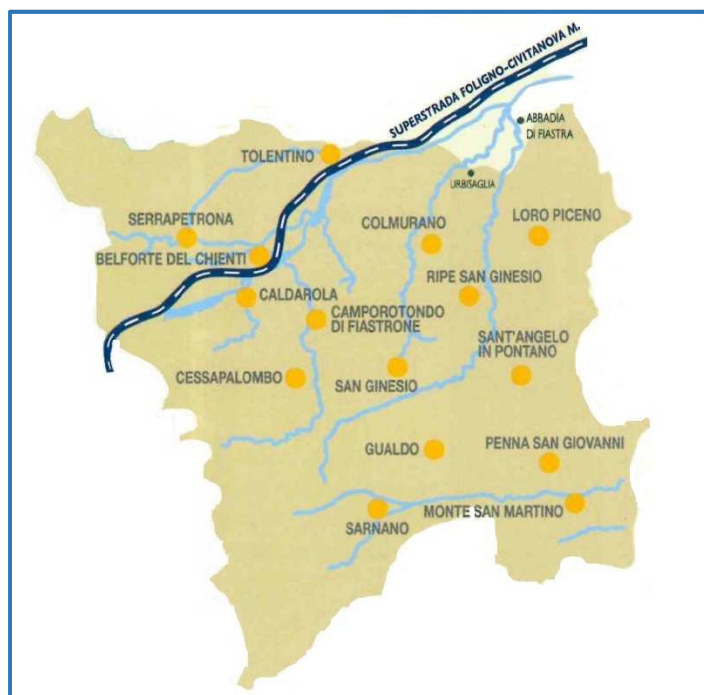 SUPERSTRADA FOLIGNO-CIVITANOVA M.
ABBADIA
DI FIASTRA
TOLENTINO
URBISAGLIA
SERRAPETRONA
COLMURANO
LORO PICENO
BELFORTE DEL CHIENTI
RIPE SAN GINESIO
CALDAROLA
CAMPOROTONDO
DI FIASTRONE
SANT'ANGELO
IN PONTANO
CESSAPALOMBO
SAN GINESIO
GUALDO
PENNA SAN GIOVANNI
MONTE SAN MARTINO
SARNANO